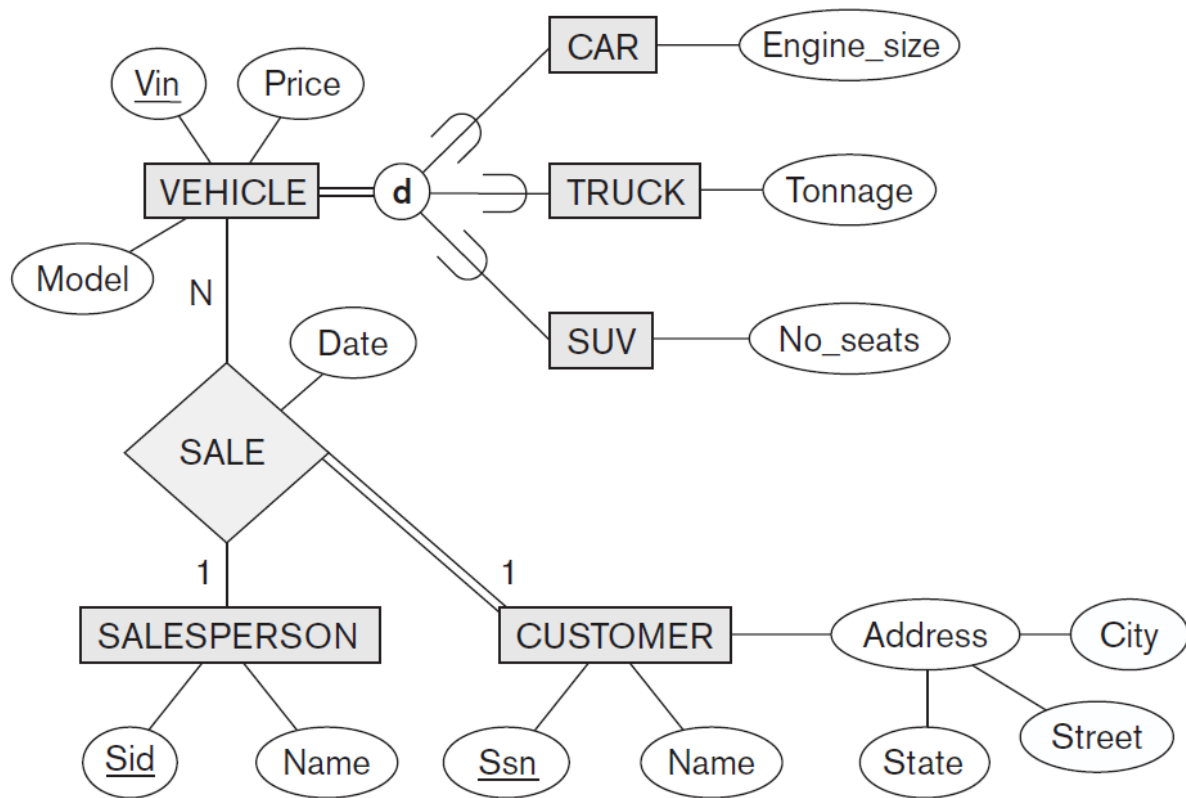 CAR
Engine_size
Vin
Price
VEHICLE
d
TRUCK
Tonnage
Model
N
Date
SUV
No_seats
SALE
1
1
SALESPERSON
CUSTOMER
Address
City
Sid
Name
Ssn
Name
State
Street